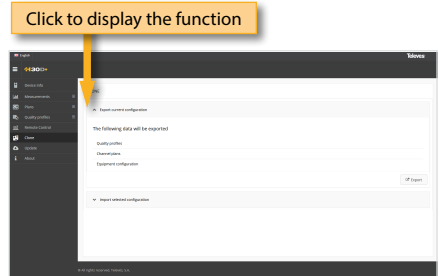 Click to display the function
English
Televes
H30D+
Device info
Measurements
Plans
Quality profiles
Remote Control
Clone
Update
About
Export current configuration
The following data will be exported
Quality profiles
Channel plans
Equipment configuration
Export
Import selected configuration
© All rights reserved, Televes, S.A.